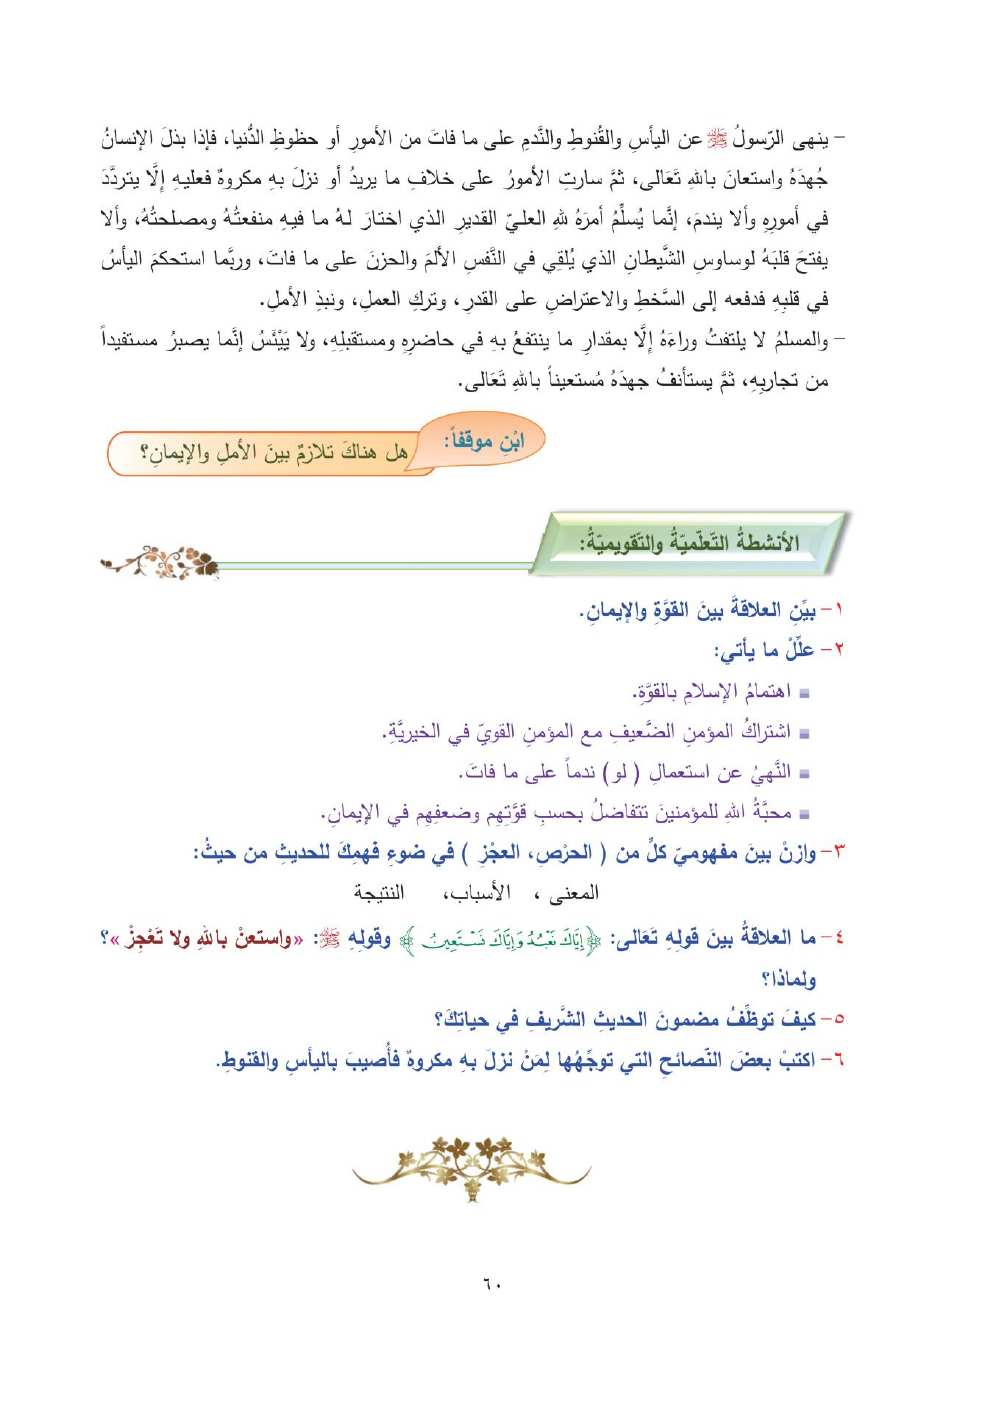 – ينهى الرّسولُ ﷺ عن اليأسِ والقُنوطِ والنَّدمِ على ما فاتَ من الأمورِ أو حظوظِ الدُّنيا، فإذا بذلَ الإنسانُ
جُهدَهُ واستعانَ باللهِ تَعَالى، ثمَّ سارتِ الأمورُ على خلافِ ما يريدُ أو نزلَ بهِ مكروهٌ فعليهِ إلَّا يتردَّدَ
في أمورِهِ وألا يندمَ، إنَّما يُسلِّمُ أمرَهُ للهِ العليّ القديرِ الذي اختارَ لهُ ما فيهِ منفعتُهُ ومصلحتُهُ، وألا
يفتحَ قلبَهُ لوساوسِ الشَّيطانِ الذي يُلقِي في النَّفسِ الألمَ والحزنَ على ما فاتَ، وربَّما استحكمَ اليأسُ
في قلبِهِ فدفعه إلى السَّخطِ والاعتراضِ على القدرِ، وتركِ العملِ، ونبذِ الأملِ.
– والمسلمُ لا يلتفتُ وراءَهُ إلَّا بمقدارِ ما ينتفعُ بهِ في حاضرِهِ ومستقبلِهِ، ولا يَيْئَسُ إنَّما يصبرُ مستفيداً
من تجاربِهِ، ثمَّ يستأنفُ جهدَهُ مُستعيناً باللهِ تَعَالى.
ابْنِ موقفاً: هل هناكَ تلازمٌ بينَ الأملِ والإيمانِ؟
الأنشطةُ التّعلّميّةُ والتّقويميّةُ:
١– بيِّنِ العلاقةَ بينَ القوَّةِ والإيمانِ.
٢– علِّلْ ما يأتي:
اهتمامُ الإسلامِ بالقوَّةِ.
اشتراكُ المؤمنِ الضَّعيفِ مع المؤمنِ القويّ في الخيريَّةِ.
النَّهيُ عن استعمالِ ( لو ) ندماً على ما فاتَ.
محبَّةُ اللهِ للمؤمنينَ تتفاضلُ بحسبِ قوَّتِهم وضعفِهم في الإيمانِ.
٣– وازنْ بينَ مفهوميّ كلٍّ من ( الحرْصِ، العجْزِ ) في ضوءِ فهمِكَ للحديثِ من حيثُ:
المعنى ، الأسباب، النتيجة
٤– ما العلاقةُ بينَ قولِهِ تَعَالى: ﴿ إِيَّاكَ نَعْبُدُ وَإِيَّاكَ نَسْتَعِينُ ﴾ وقولِهِ ﷺ: «واستعنْ باللهِ ولا تَعْجِزْ »؟
ولماذا؟
٥– كيفَ توظِّفُ مضمونَ الحديثِ الشَّريفِ في حياتِكَ؟
٦– اكتبْ بعضَ النّصائحِ التي توجِّهُها لِمَنْ نزلَ بهِ مكروهٌ فأُصيبَ باليأسِ والقنوطِ.
٦٠